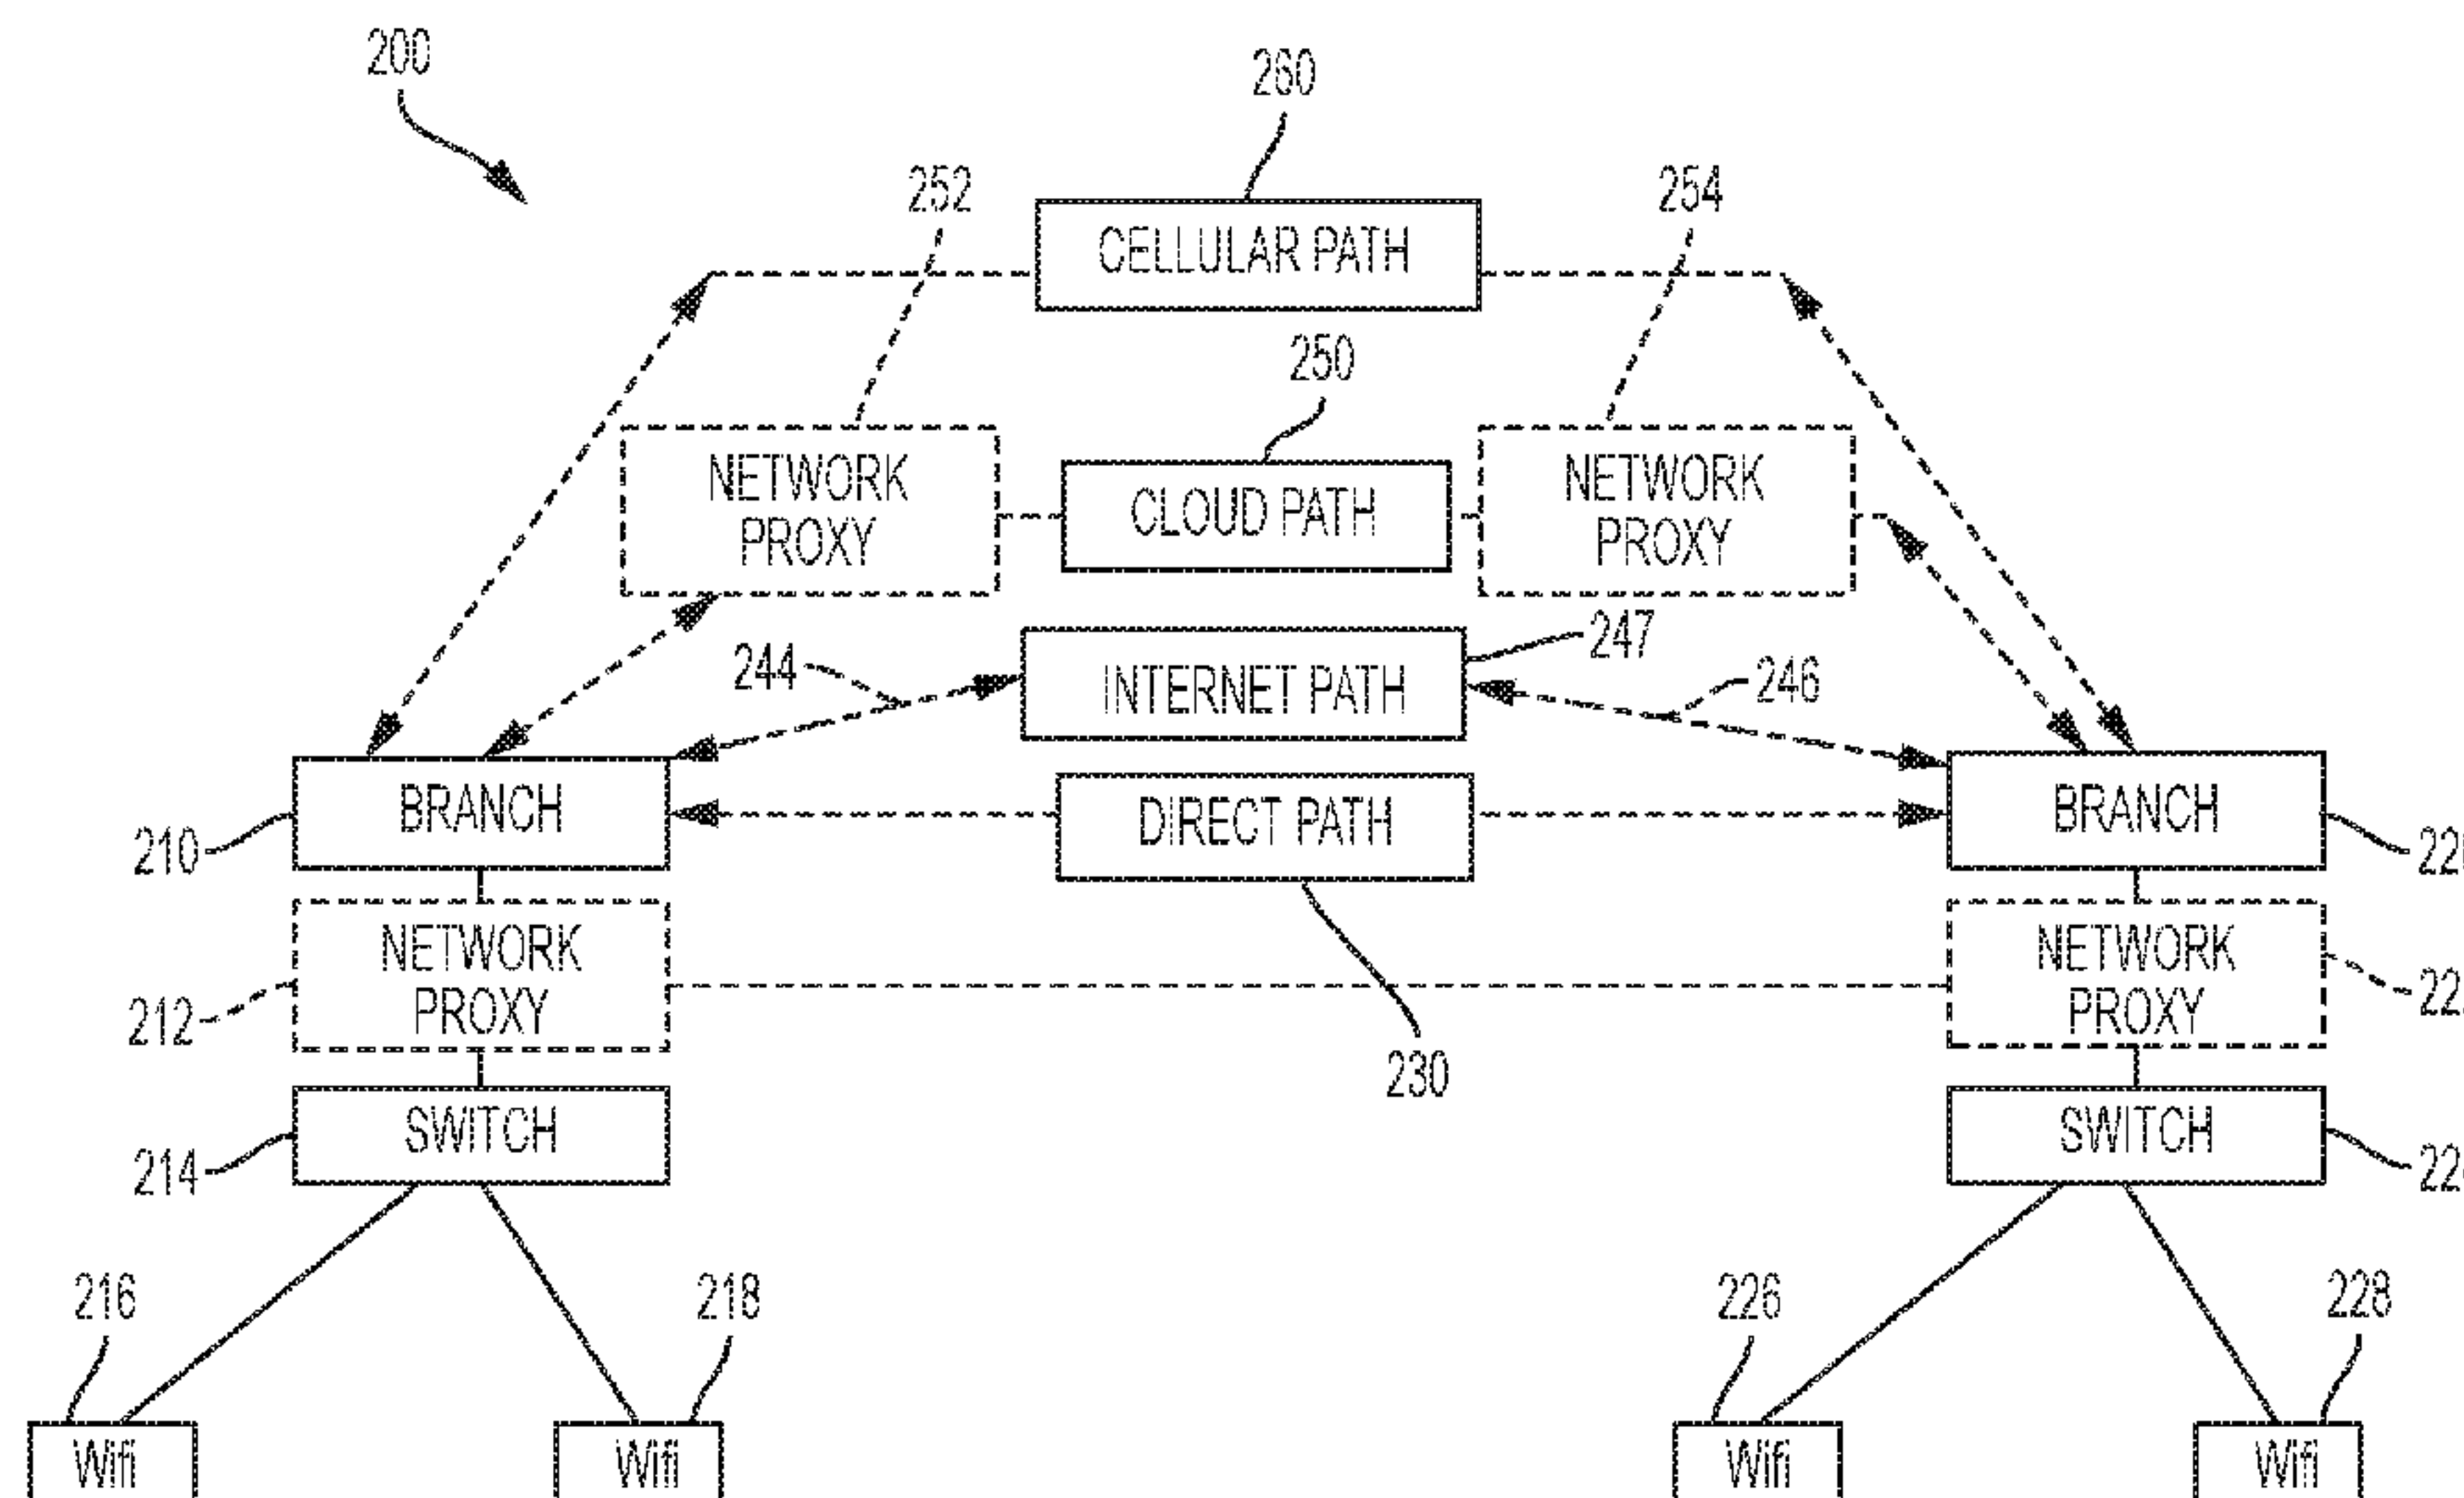 200
260
252
254
CELLULAR PATH
250
NETWORK
PROXY
CLOUD PATH
NETWORK
PROXY
247
244
INTERNET PATH
246
BRANCH
DIRECT PATH
BRANCH
210
NETWORK
PROXY
NETWORK
PROXY
212
230
SWITCH
SWITCH
214
216
218
226
228
Wifi
Wifi
Wifi
Wifi